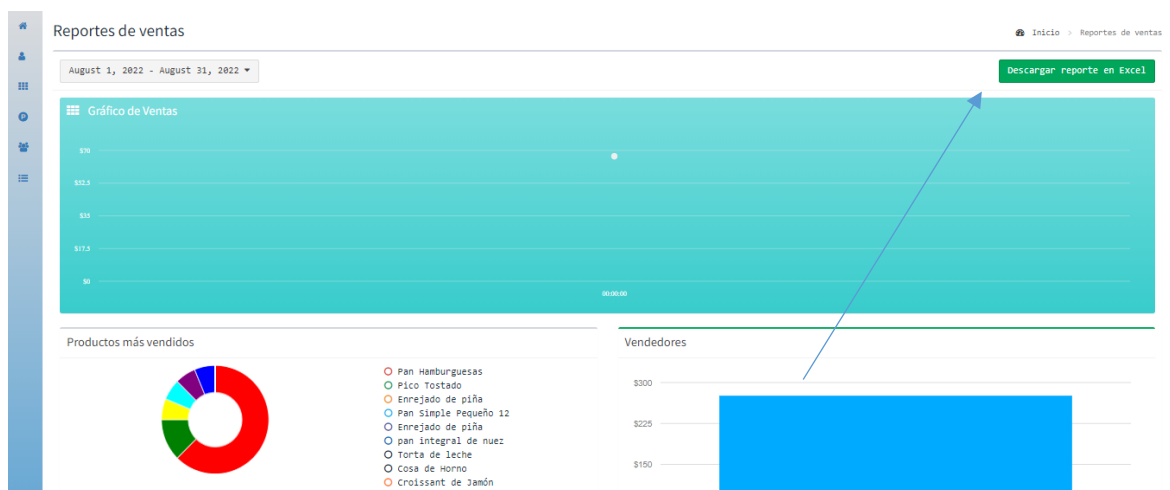 Reportes de ventas
Inicio > Reportes de ventas
August 1, 2022 - August 31, 2022
Descargar reporte en Excel
Gráfico de Ventas
$70
$52.5
$35
$17.5
$0
00:00:00
Productos más vendidos
Pan Hamburguesas
Pico Tostado
Enrejado de piña
Pan Simple Pequeño 12
Enrejado de piña
pan integral de nuez
Torta de leche
Cosa de Horno
Croissant de Jamón
Vendedores
$300
$225
$150